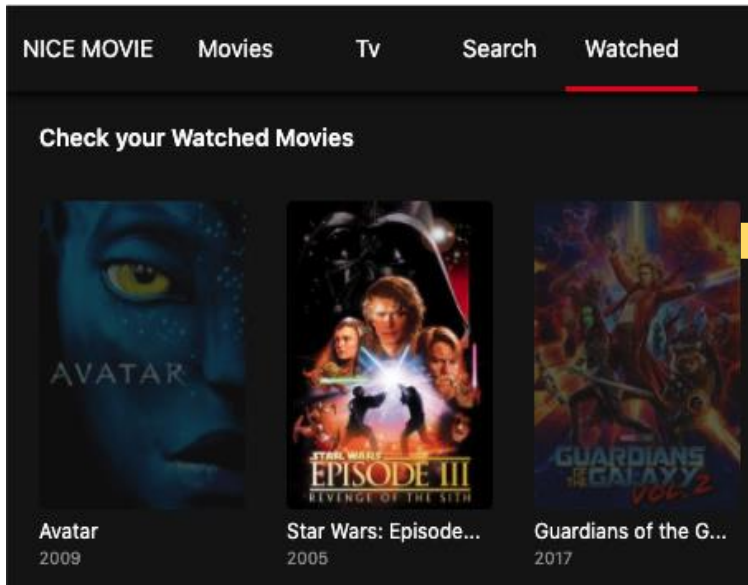 NICE MOVIE Movies Tv Search Watched
Check your Watched Movies
AVATAR
STAR WARS
EPISODE III
REVENGE OF THE SITH
GUARDIANS
OF THE GALAXY
VOL. 2
Avatar Star Wars: Episode... Guardians of the G...
2009 2005 2017